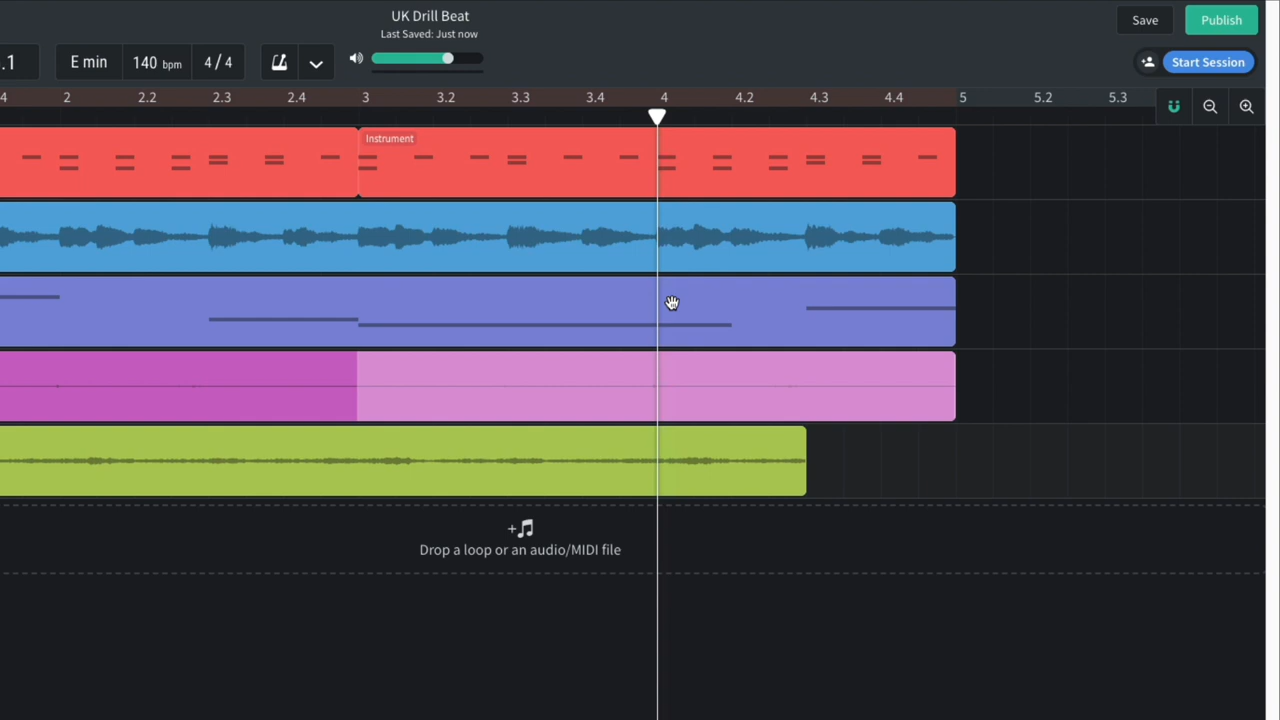 UK Drill Beat
Last Saved: Just now
Save
Publish
.1
E min
140 bpm
4 / 4
Start Session
4
2
2.2
2.3
2.4
3
3.2
3.3
3.4
4
4.2
4.3
4.4
5
5.2
5.3
Instrument
Drop a loop or an audio/MIDI file